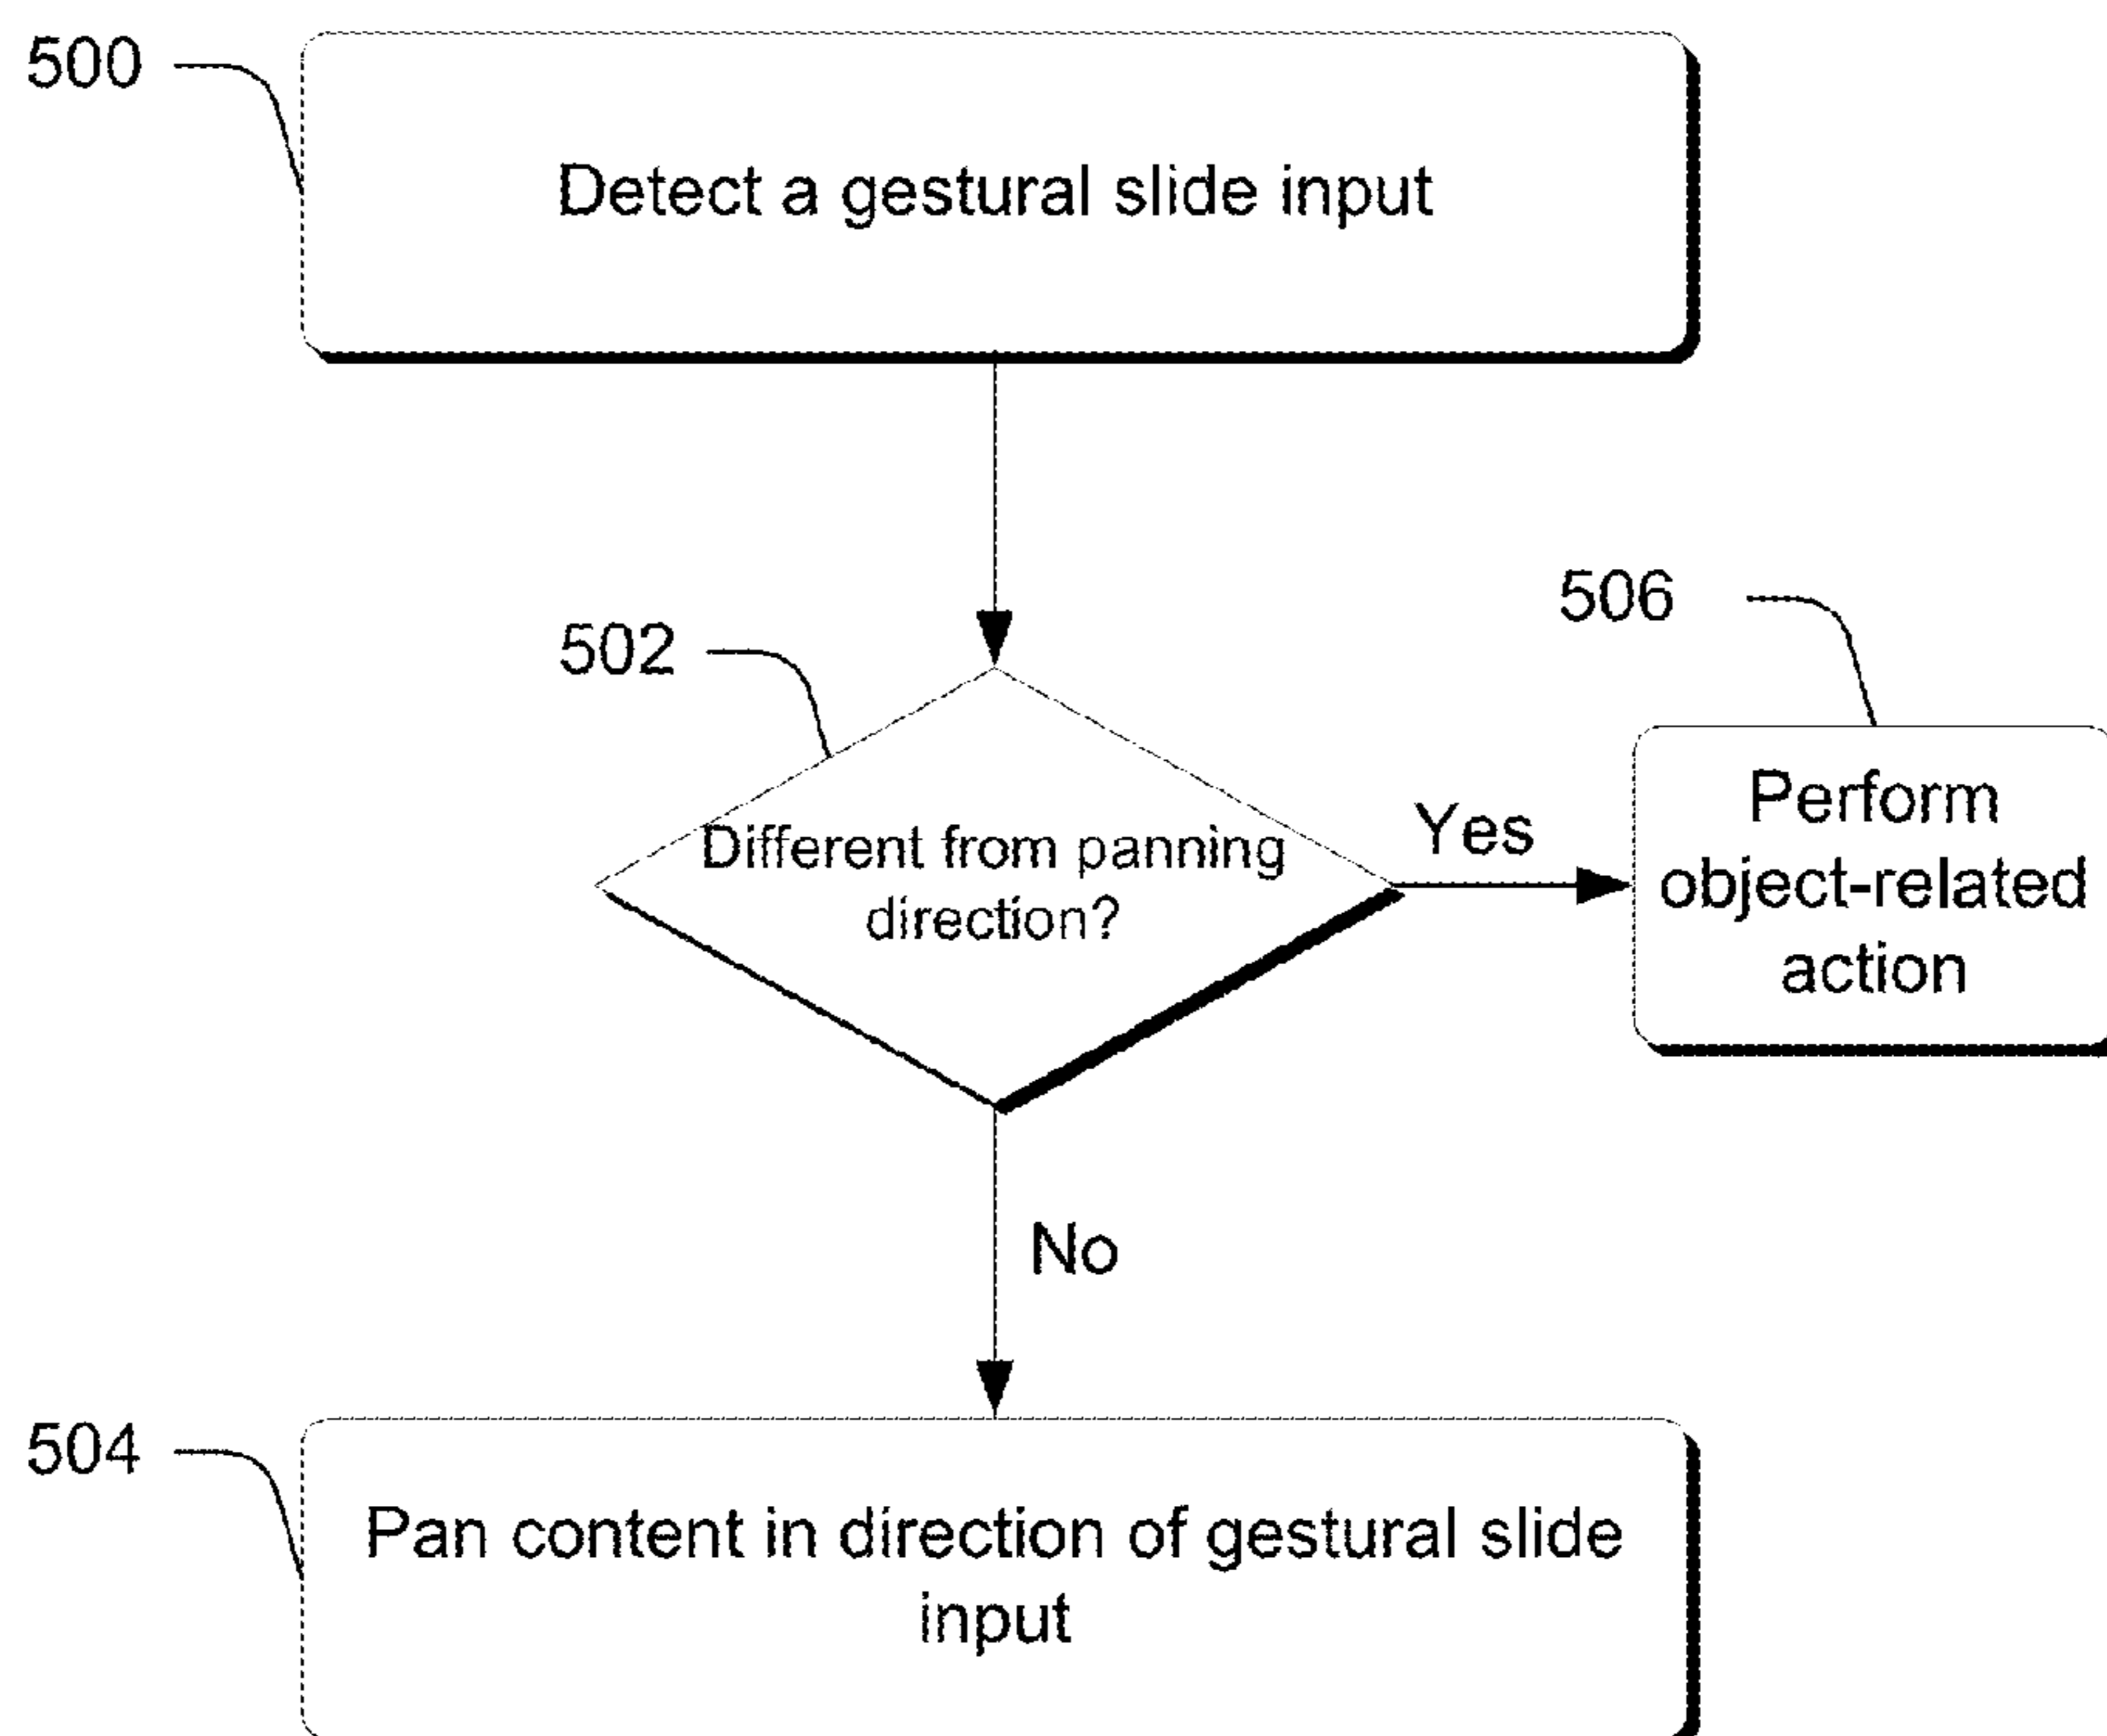 500
Detect a gestural slide input
502
506
Different from panning
direction?
Yes
Perform
object-related
action
No
504
Pan content in direction of gestural slide
input